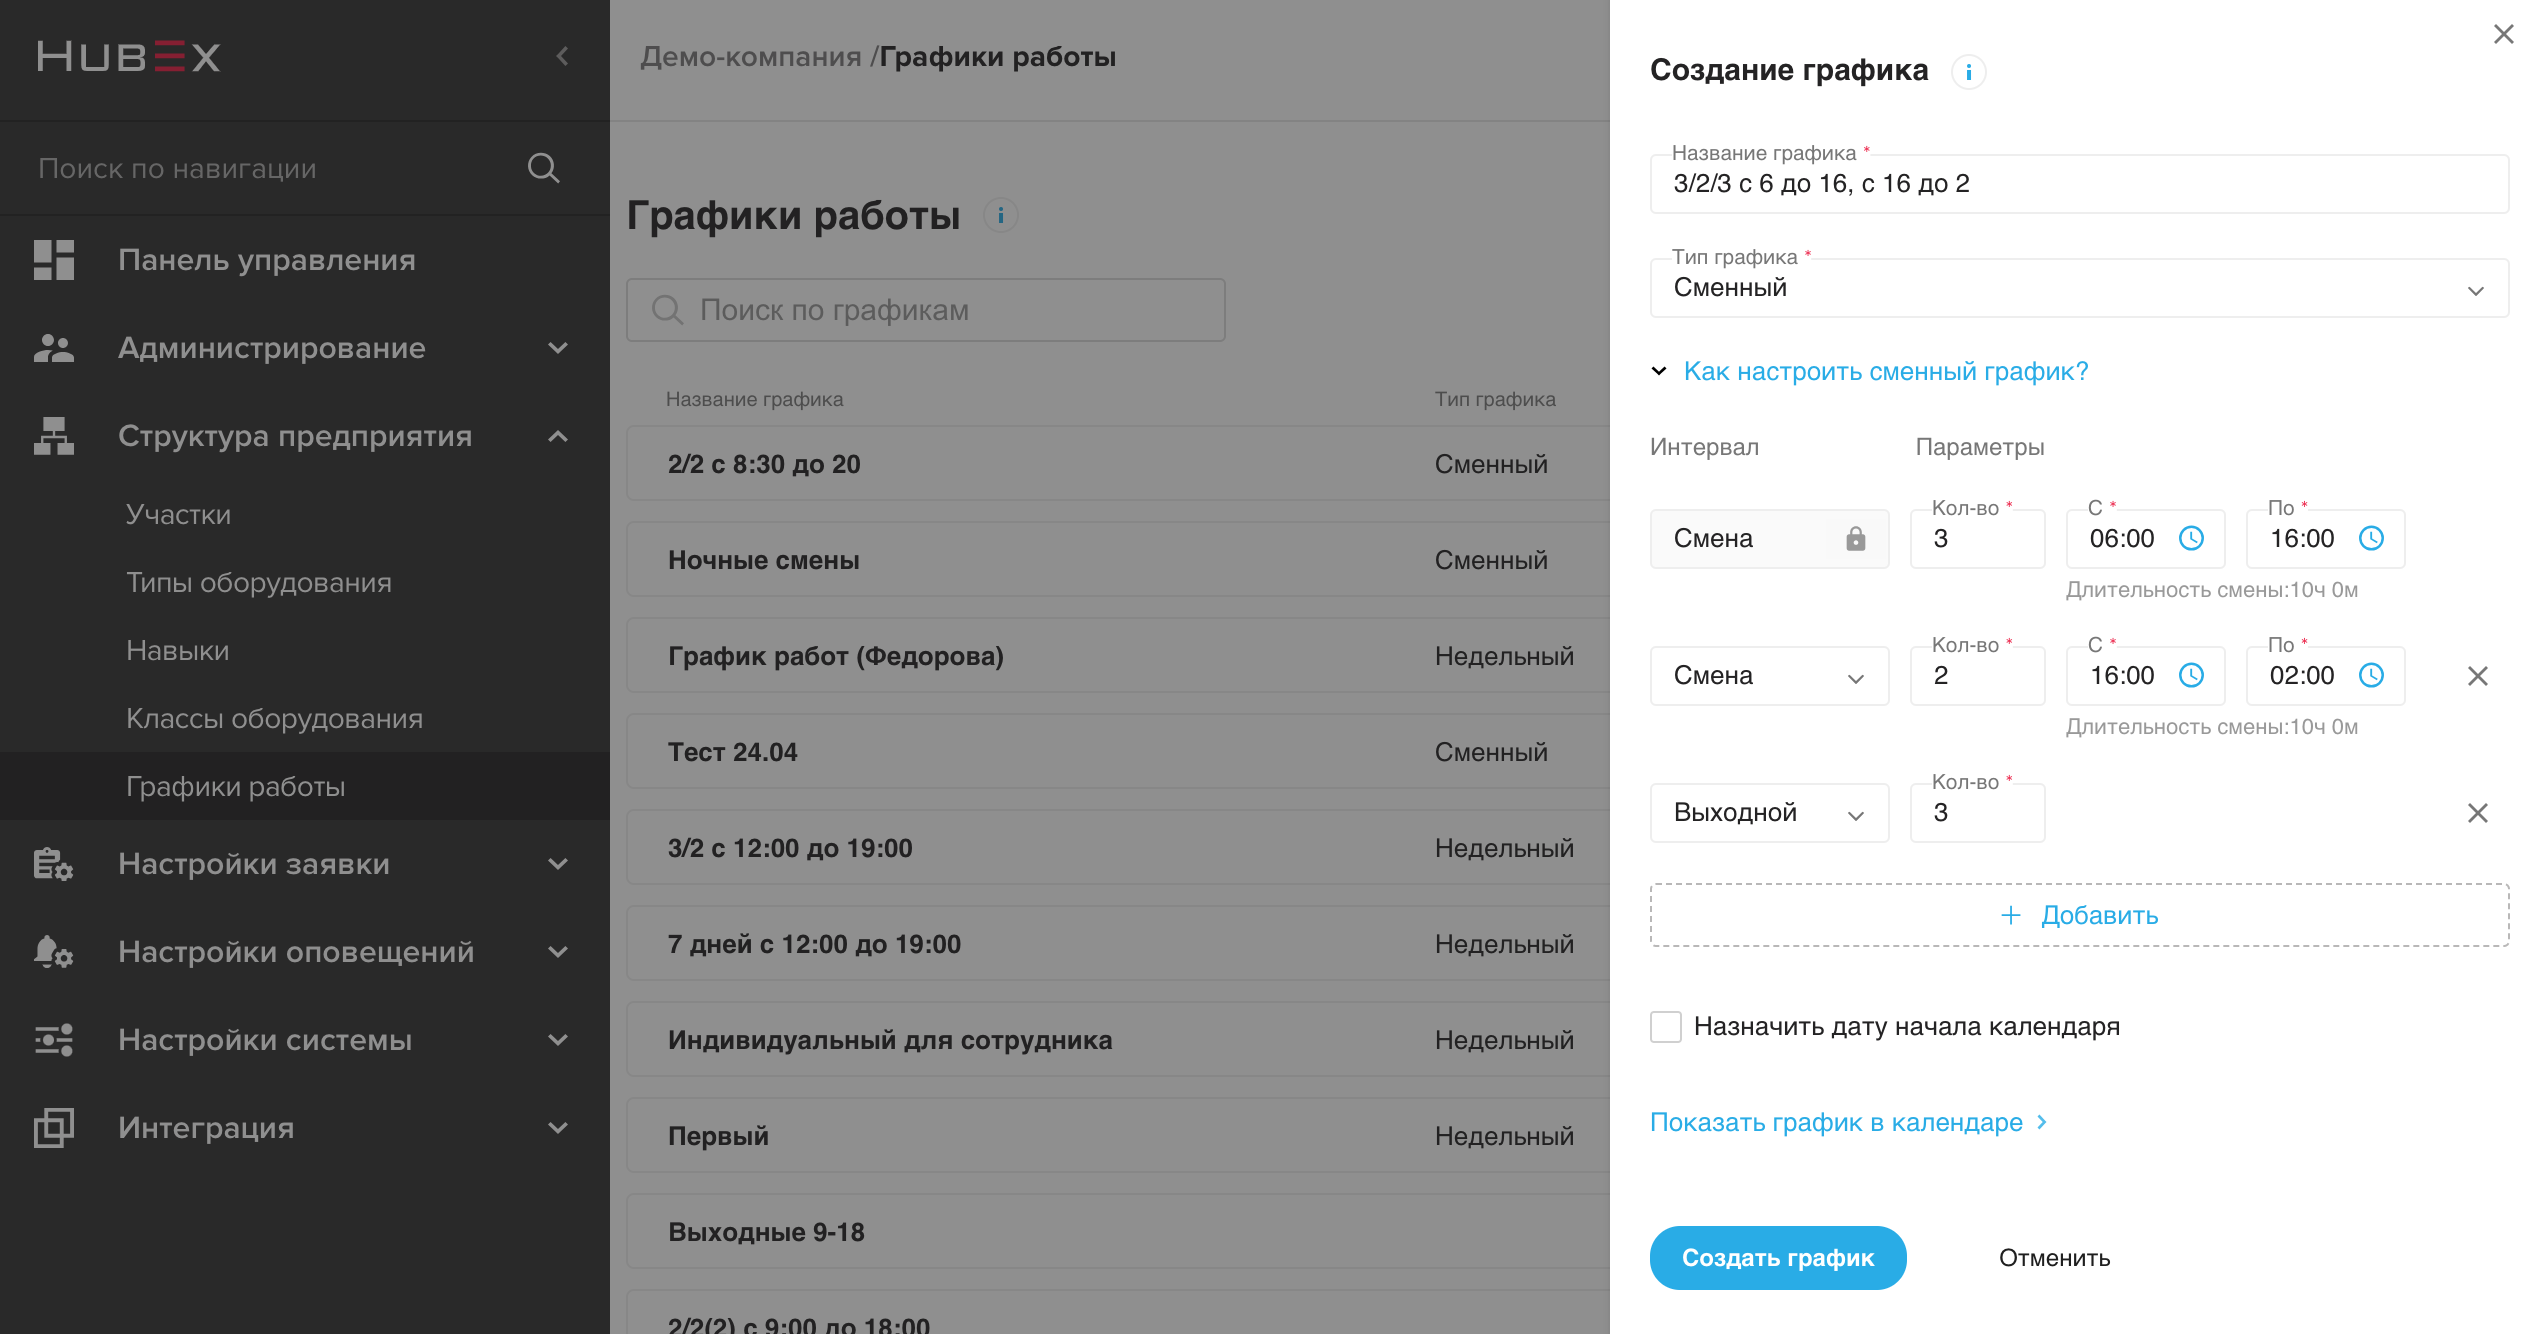 HUBEX
Поиск по навигации
Панель управления
Администрирование
Структура предприятия
Участки
Типы оборудования
Навыки
Классы оборудования
Графики работы
Настройки заявки
Настройки оповещений
Настройки системы
Интеграция
Демо-компания /Графики работы
Графики работы i
Поиск по графикам
Название графика Тип графика
2/2 с 8:30 до 20 Сменный
Ночные смены Сменный
График работ (Федорова) Недельный
Тест 24.04 Сменный
3/2 с 12:00 до 19:00 Недельный
7 дней с 12:00 до 19:00 Недельный
Индивидуальный для сотрудника Недельный
Первый Недельный
Выходные 9-18
2/2(2) с 9:00 до 18:00
Создание графика i
Название графика *
3/2/3 с 6 до 16, с 16 до 2
Тип графика *
Сменный
Как настроить сменный график?
Интервал Параметры
Кол-во * С * По *
Смена 3 06:00 16:00
Длительность смены:10ч 0м
Кол-во * С * По *
Смена 2 16:00 02:00
Длительность смены:10ч 0м
Кол-во *
Выходной 3
+ Добавить
Назначить дату начала календаря
Показать график в календаре
Создать график Отменить